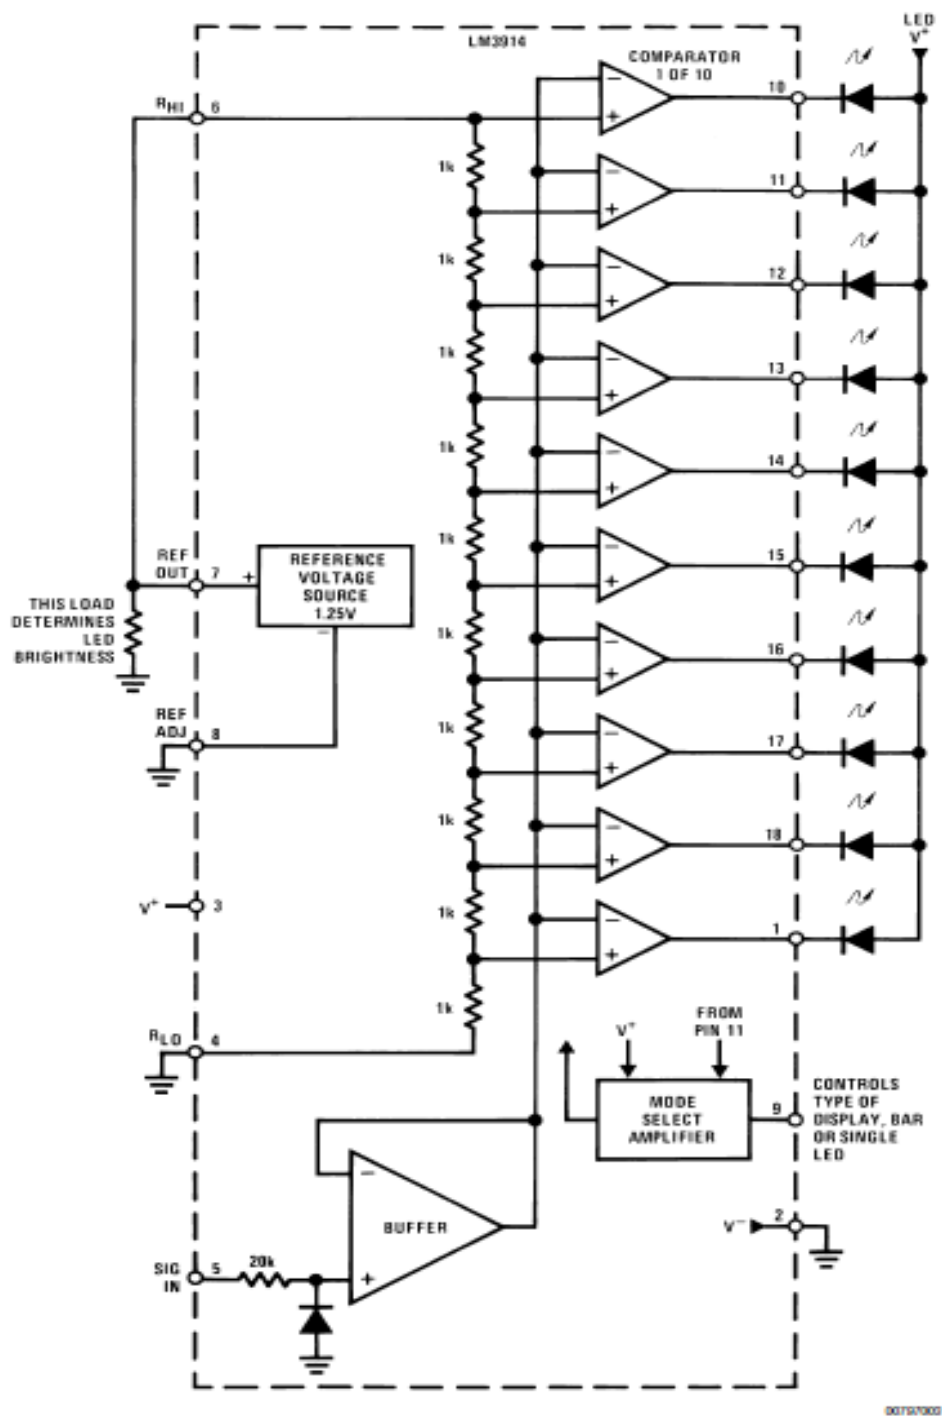 LM3914
LED
V+
COMPARATOR
1 OF 10
RHI
6
10
1k
11
1k
12
1k
13
1k
14
1k
15
1k
16
1k
17
1k
18
1k
1
1k
REF
OUT
7
+
REFERENCE
VOLTAGE
SOURCE
1.25V
−
THIS LOAD
DETERMINES
LED
BRIGHTNESS
REF
ADJ
8
V+
3
RLO
4
V+
FROM
PIN 11
MODE
SELECT
AMPLIFIER
9
CONTROLS
TYPE OF
DISPLAY, BAR
OR SINGLE
LED
−
BUFFER
+
V−
2
SIG
IN
5
20k
00797002